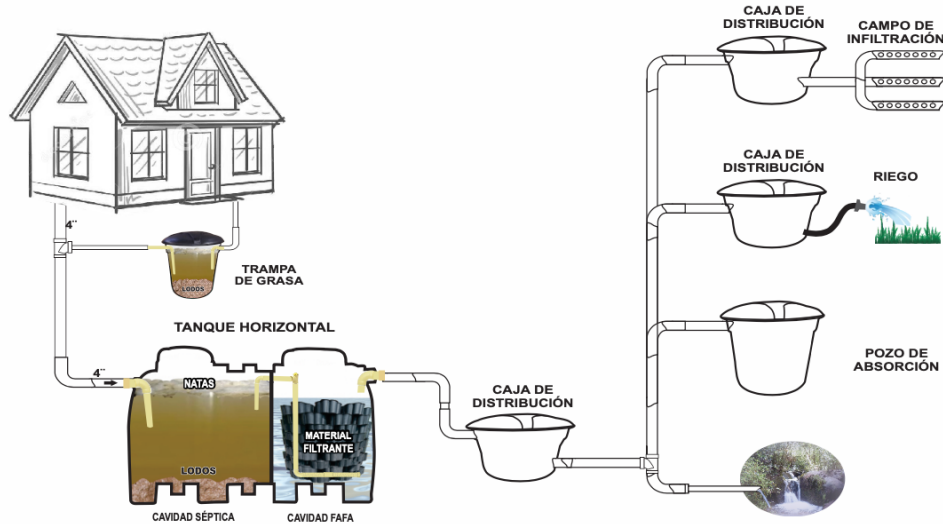 CAJA DE
DISTRIBUCIÓN
CAMPO DE
INFILTRACIÓN
CAJA DE
DISTRIBUCIÓN
RIEGO
4¨
LODOS
TRAMPA
DE GRASA
TANQUE HORIZONTAL
POZO DE
ABSORCIÓN
4¨
NATAS
CAJA DE
DISTRIBUCIÓN
MATERIAL
FILTRANTE
LODOS
CAVIDAD SÉPTICA
CAVIDAD FAFA